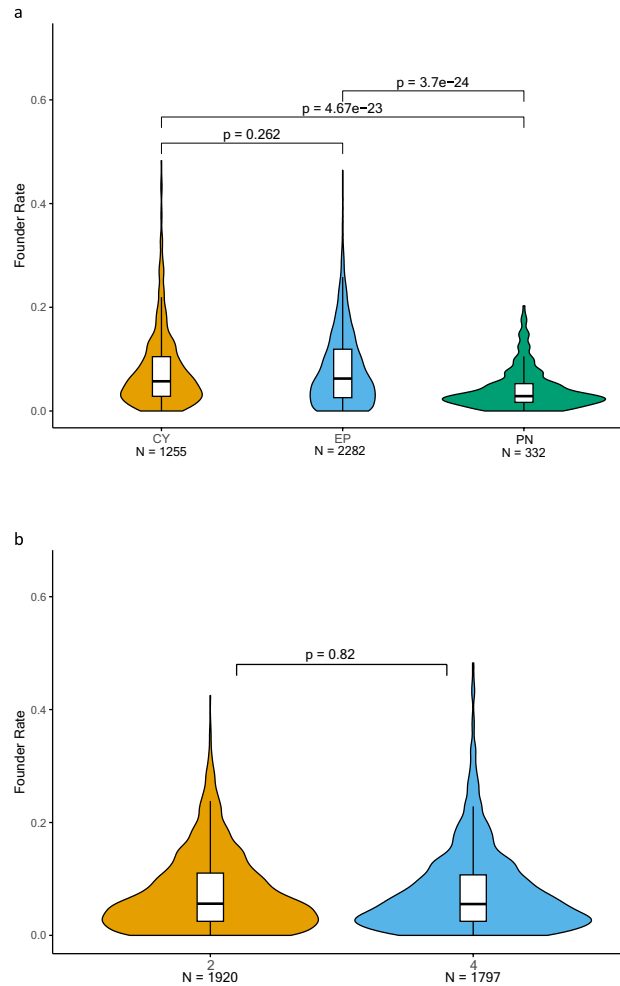 a
Founder Rate
0.6
0.4
0.2
0.0
p = 3.7e−24
p = 4.67e−23
p = 0.262
CY
EP
PN
N = 1255
N = 2282
N = 332
b
Founder Rate
0.6
0.4
0.2
0.0
p = 0.82
2
4
N = 1920
N = 1797